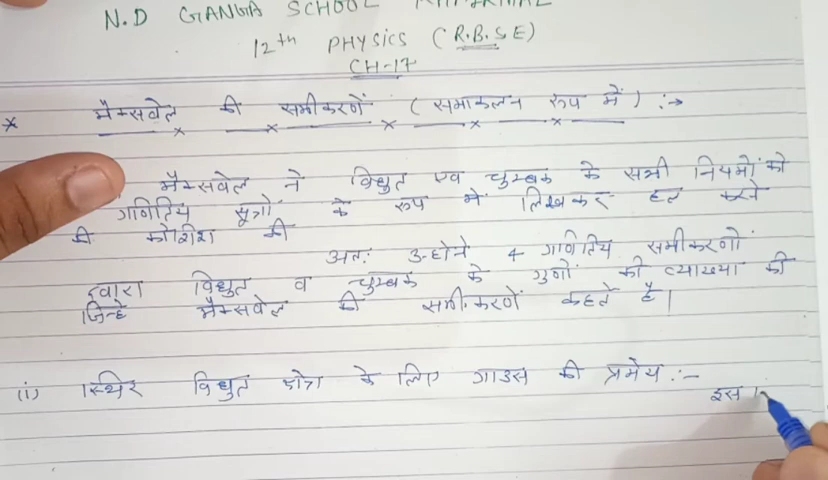 N.D GANGA SCHOOL
12th PHYSICS (R.B.S.E)
CH-17
* मैक्सवेल की समीकरणें (समाकलन रूप में) :→
मैक्सवेल ने विधुत एव चुम्बक के सभी नियमों को
गणितिय सूत्रों के रूप में लिखकर हल करने
की कोशिश की
अतः उन्होने 4 गाणितिय समीकरणों
द्वारा विधुत व चुम्बक के गुणों की व्याख्या की
जिन्हे मैक्सवेल की समीकरणें कहते है।
(i) स्थिर विधुत क्षेत्र के लिए गाउस की प्रमेय :-
इस